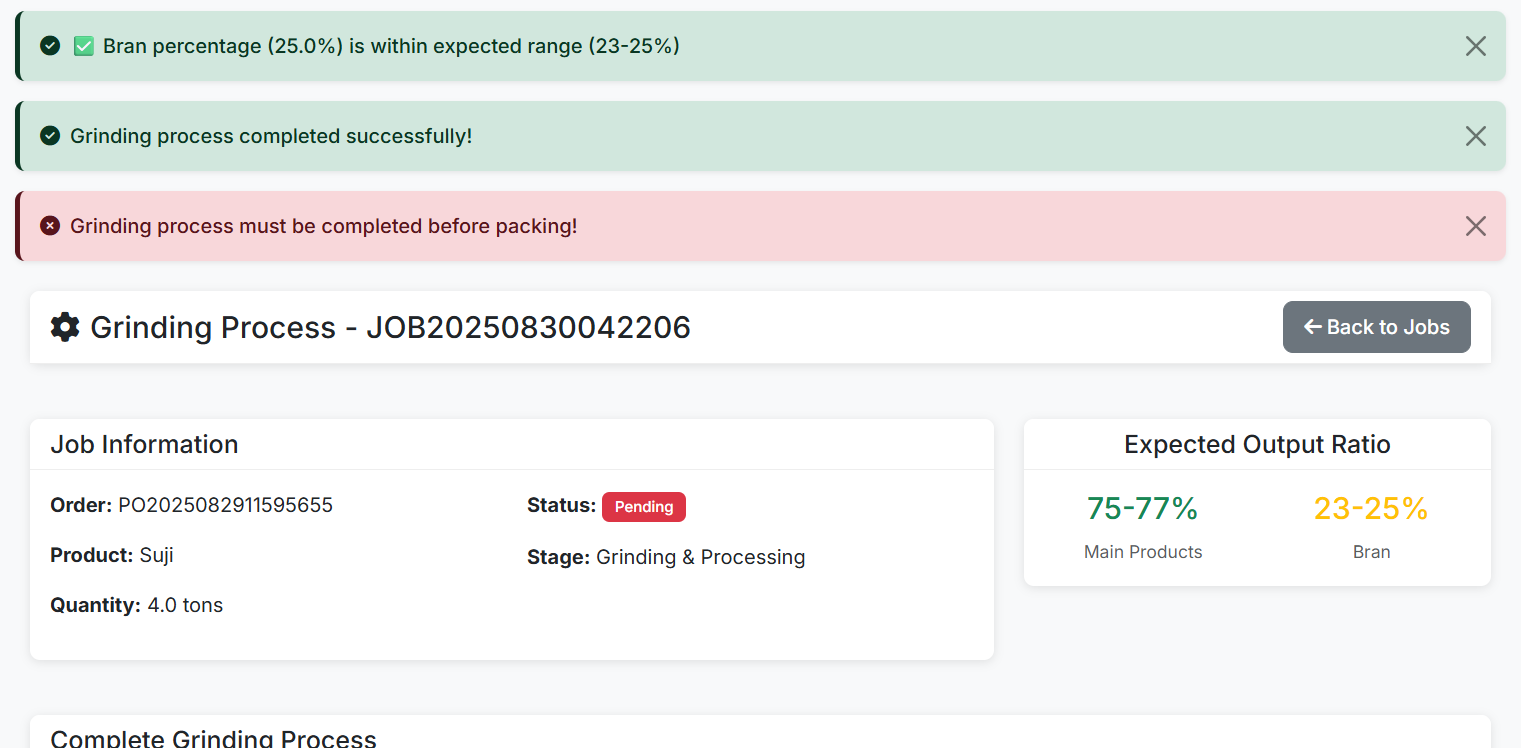 ✅ Bran percentage (25.0%) is within expected range (23-25%)
Grinding process completed successfully!
Grinding process must be completed before packing!
Grinding Process - JOB20250830042206
Back to Jobs
Job Information
Order: PO2025082911595655
Product: Suji
Quantity: 4.0 tons
Status: Pending
Stage: Grinding & Processing
Expected Output Ratio
75-77%
Main Products
23-25%
Bran
Complete Grinding Process